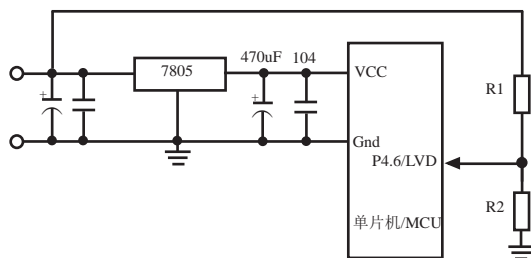 7805
470uF
104
VCC
R1
Gnd
P4.6/LVD
R2
单片机/MCU
+
+